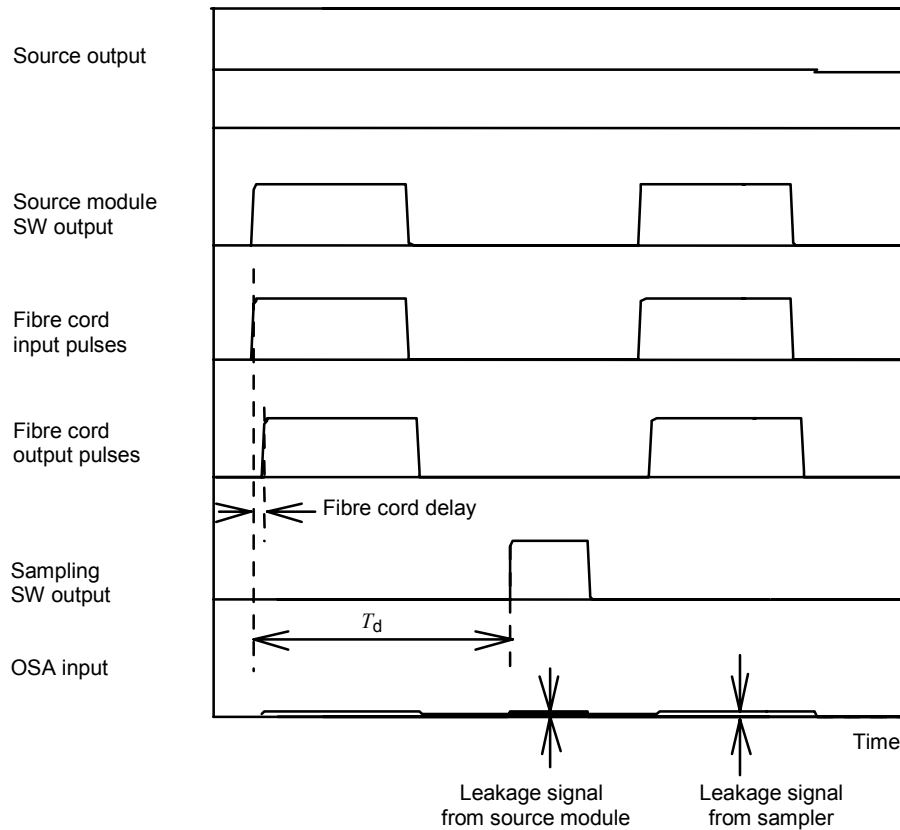 Source output
Source module
SW output
Fibre cord
input pulses
Fibre cord
output pulses
Fibre cord delay
Sampling
SW output
Td
OSA input
Time
Leakage signal
from source module
Leakage signal
from sampler